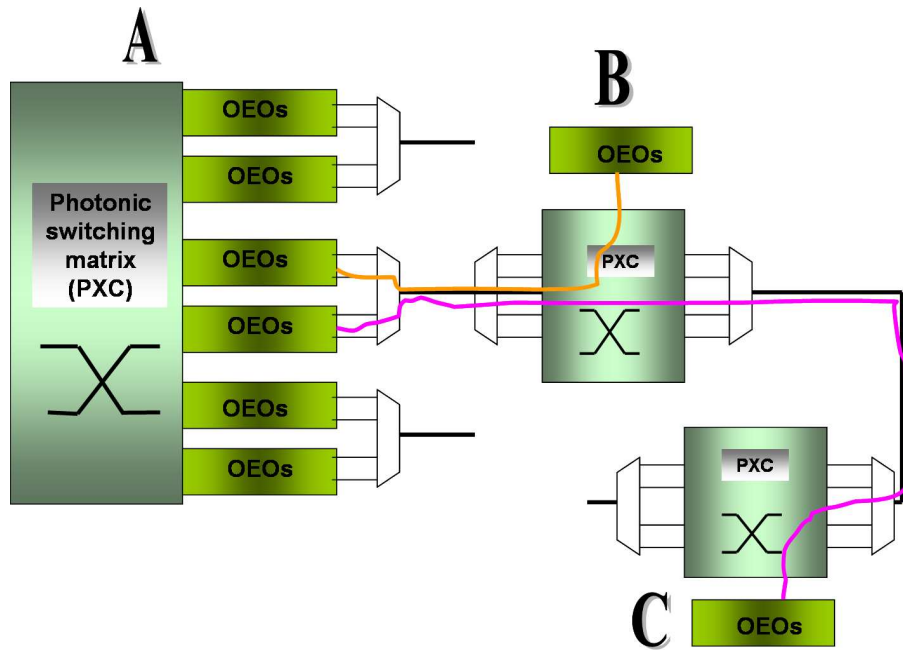 A
B
OEOs
OEOs
OEOs
Photonic
switching
matrix
(PXC)
OEOs
PXC
OEOs
OEOs
PXC
OEOs
C
OEOs